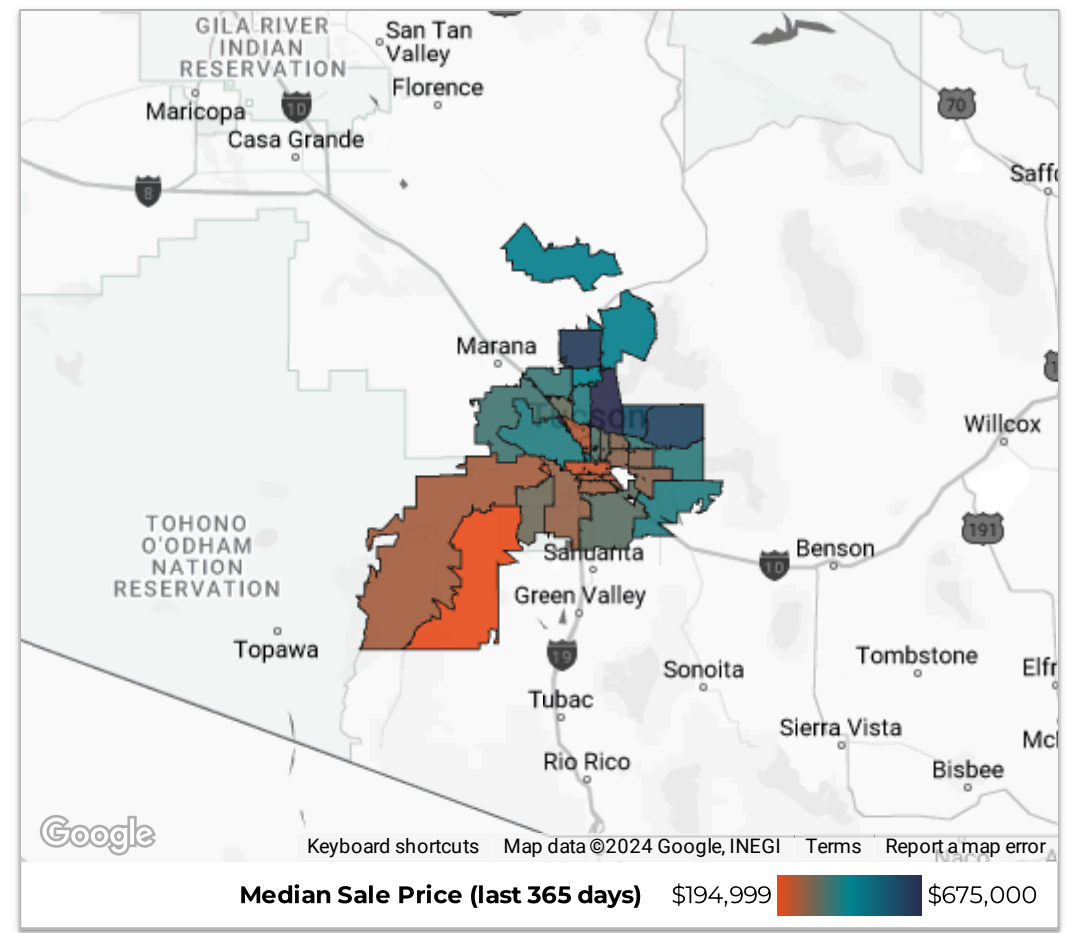 GILA RIVER
INDIAN
RESERVATION
San Tan
Valley
Florence
Maricopa
10
70
Casa Grande
8
Marana
Tucson
Willcox
TOHONO
O'ODHAM
NATION
RESERVATION
191
Sahuarita
10
Benson
Green Valley
Topawa
19
Sonoita
Tombstone
Tubac
Sierra Vista
Rio Rico
Bisbee
Naco
Google
Keyboard shortcuts
Map data ©2024 Google, INEGI
Terms
Report a map error
Median Sale Price (last 365 days)
$194,999
$675,000